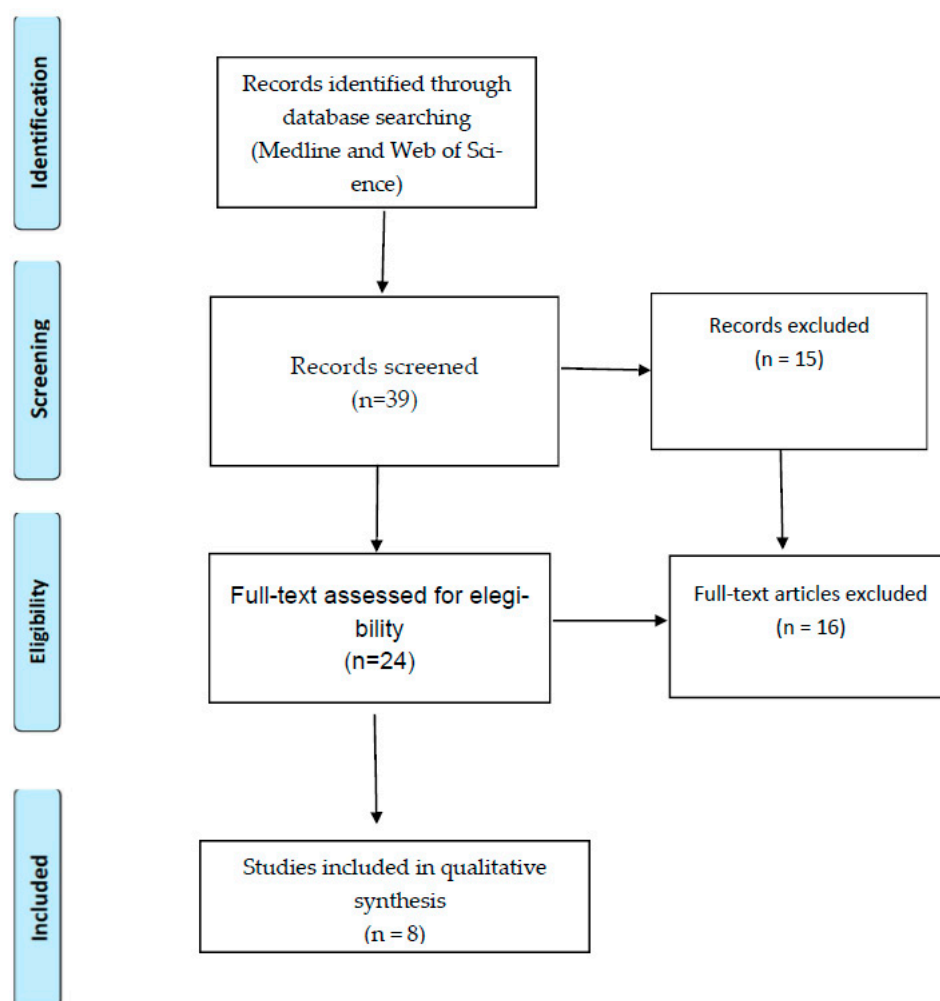 Identification
Records identified through
database searching
(Medline and Web of Sci-
ence)
Screening
Records screened
(n=39)
Records excluded
(n = 15)
Eligibility
Full-text assessed for elegi-
bility
(n=24)
Full-text articles excluded
(n = 16)
Included
Studies included in qualitative
synthesis
(n = 8)